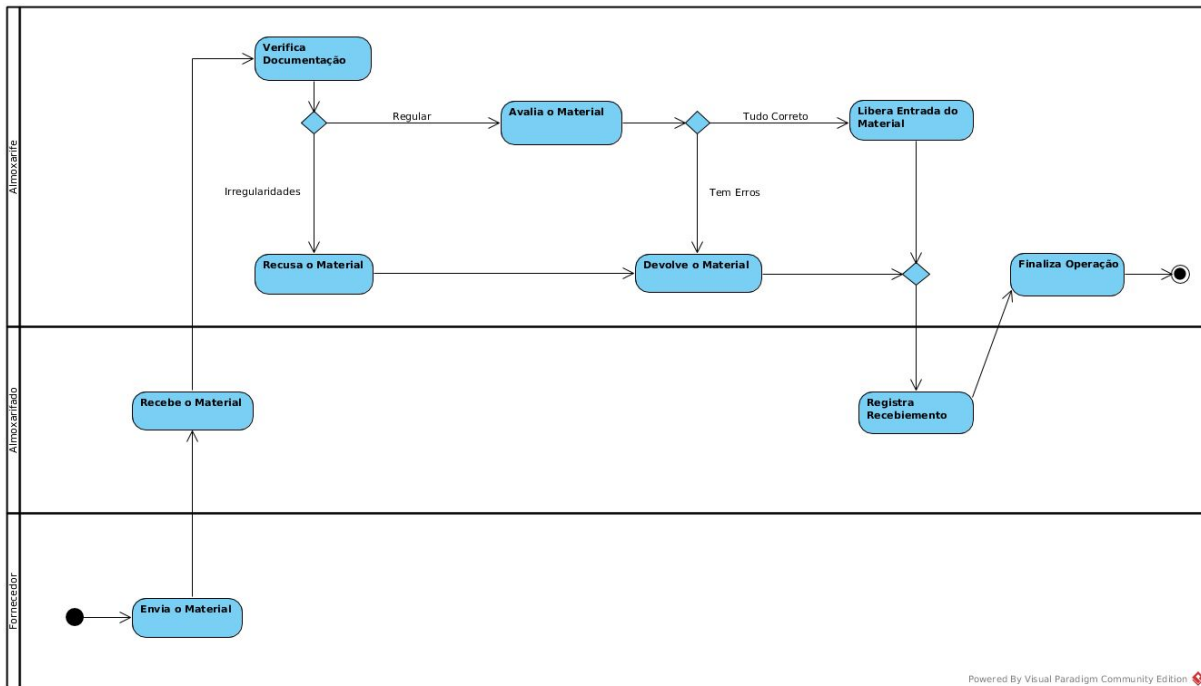 Almoxarife
Verifica
Documentação
Regular
Avalia o Material
Tudo Correto
Libera Entrada do
Material
Irregularidades
Tem Erros
Recusa o Material
Devolve o Material
Finaliza Operação
Almoxarifado
Recebe o Material
Registra
Recebiemento
Fornecedor
Envia o Material
Powered By Visual Paradigm Community Edition